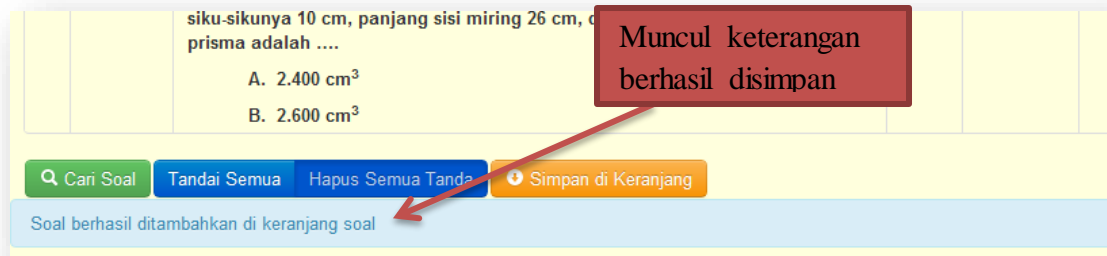 siku-sikunya 10 cm, panjang sisi miring 26 cm,
prisma adalah ....
A. 2.400 cm³
B. 2.600 cm³
Muncul keterangan
berhasil disimpan
Cari Soal Tandai Semua Hapus Semua Tanda Simpan di Keranjang
Soal berhasil ditambahkan di keranjang soal